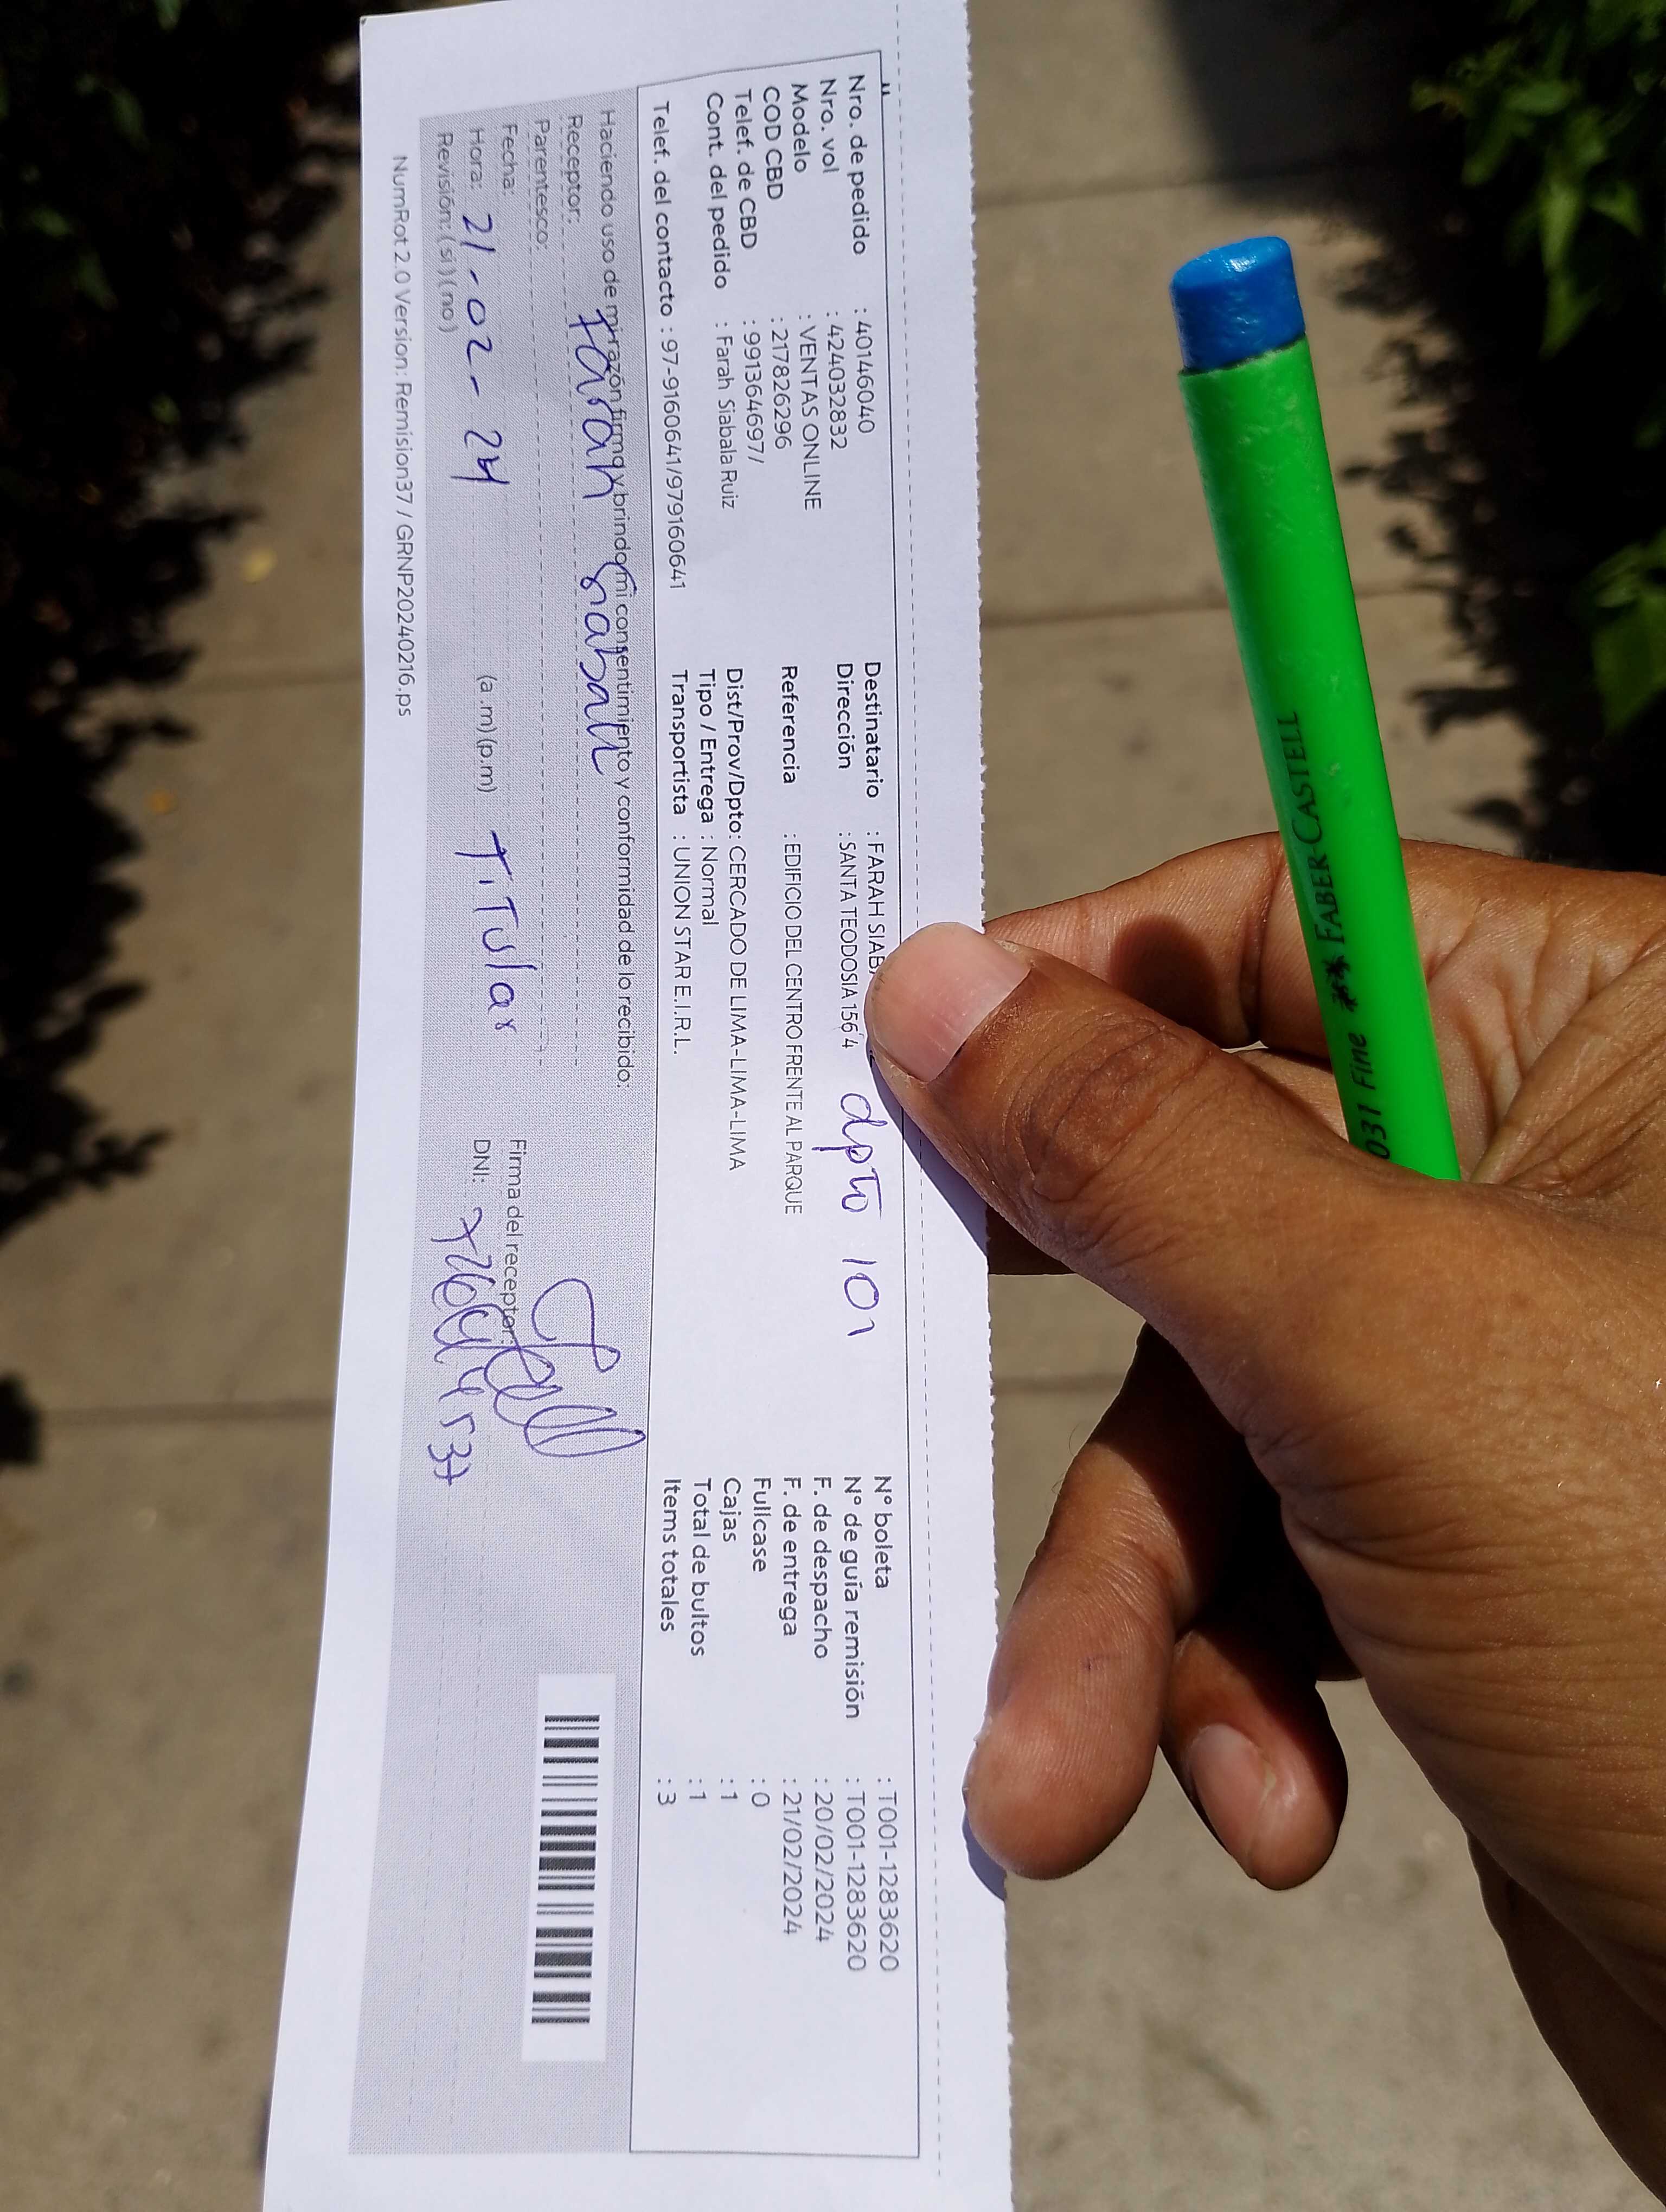 Nro. de pedido : 40146040
Nro. vol : 424032832
Modelo : VENTAS ONLINE
COD CBD : 217826296
Telef. de CBD : 991364697/
Cont. del pedido : Farah Siabala Ruiz
Telef. del contacto : 97-9160641/979160641
Destinatario : FARAH SIAB
Dirección : SANTA TEODOSIA 156 4 dpto 101
Referencia : EDIFICIO DEL CENTRO FRENTE AL PARQUE
Dist/Prov/Dpto: CERCADO DE LIMA-LIMA-LIMA
Tipo / Entrega : Normal
Transportista : UNION STAR E.I.R.L.
N° boleta : T001-1283620
N° de guía remisión : T001-1283620
F. de despacho : 20/02/2024
F. de entrega : 21/02/2024
Fullcase : 0
Cajas : 1
Total de bultos : 1
Items totales : 3
Haciendo uso de mi razón firmo y brindo mi consentimiento y conformidad de lo recibido:
Receptor: Farah Siabala
Parentesco:
Fecha:
Hora: 21-02-24 (a.m)(p.m) TiTular
Revisión: (si) (no)
Firma del receptor:
DNI:
NumRot 2.0 Version: Remision37 / GRNP20240216.ps
FABER-CASTELL Fine 031